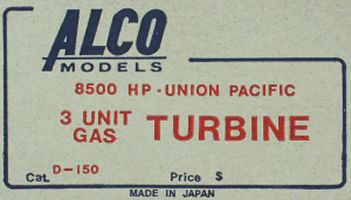 ALCO
MODELS
8500 HP - UNION PACIFIC
3 UNIT
GAS TURBINE
Cat. D-150 Price $
MADE IN JAPAN